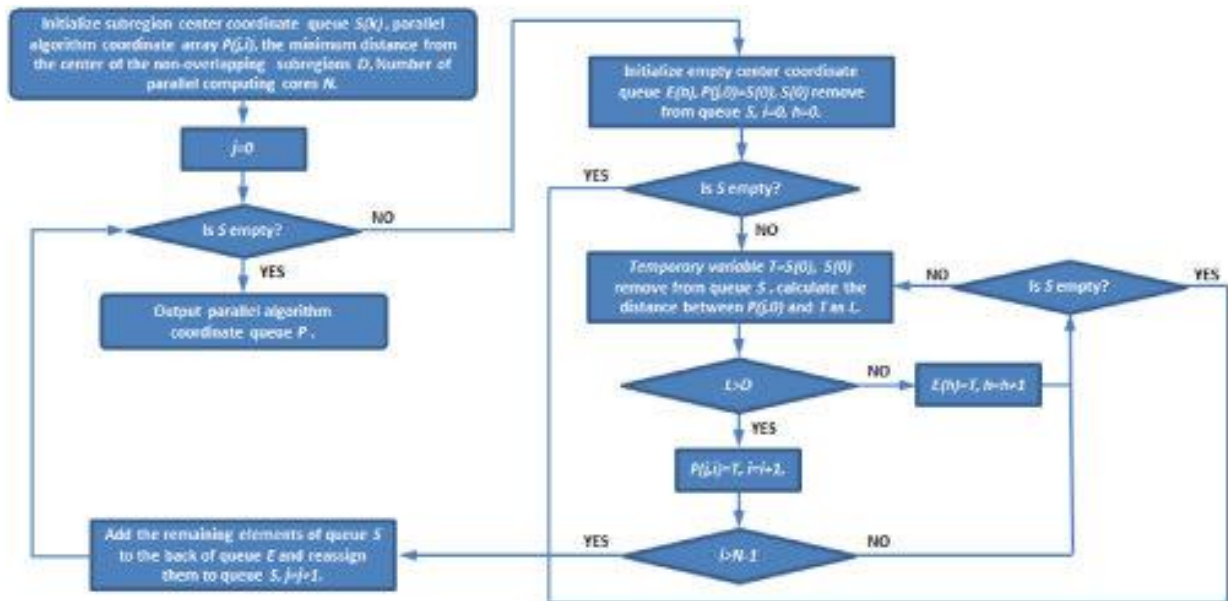 Initialize subregion center coordinate queue S(k), parallel
algorithm coordinate array P(j,i), the minimum distance from
the center of the non-overlapping subregions D, Number of
parallel computing cores N.
j=0
Is S empty?
NO
YES
Output parallel algorithm
coordinate queue P .
Initialize empty center coordinate
queue E(h), P(j,0)=S(0), S(0) remove
from queue S, i=0, h=0.
YES
Is S empty?
NO
Temporary variable T=S(0), S(0)
remove from queue S , calculate the
distance between P(j,0) and T as L.
NO
Is S empty?
YES
L>D
NO
E(h)=T, h=h+1
YES
P(j,i)=T, i=i+1.
Add the remaining elements of queue S
to the back of queue E and reassign
them to queue S, j=j+1.
YES
i>N-1
NO